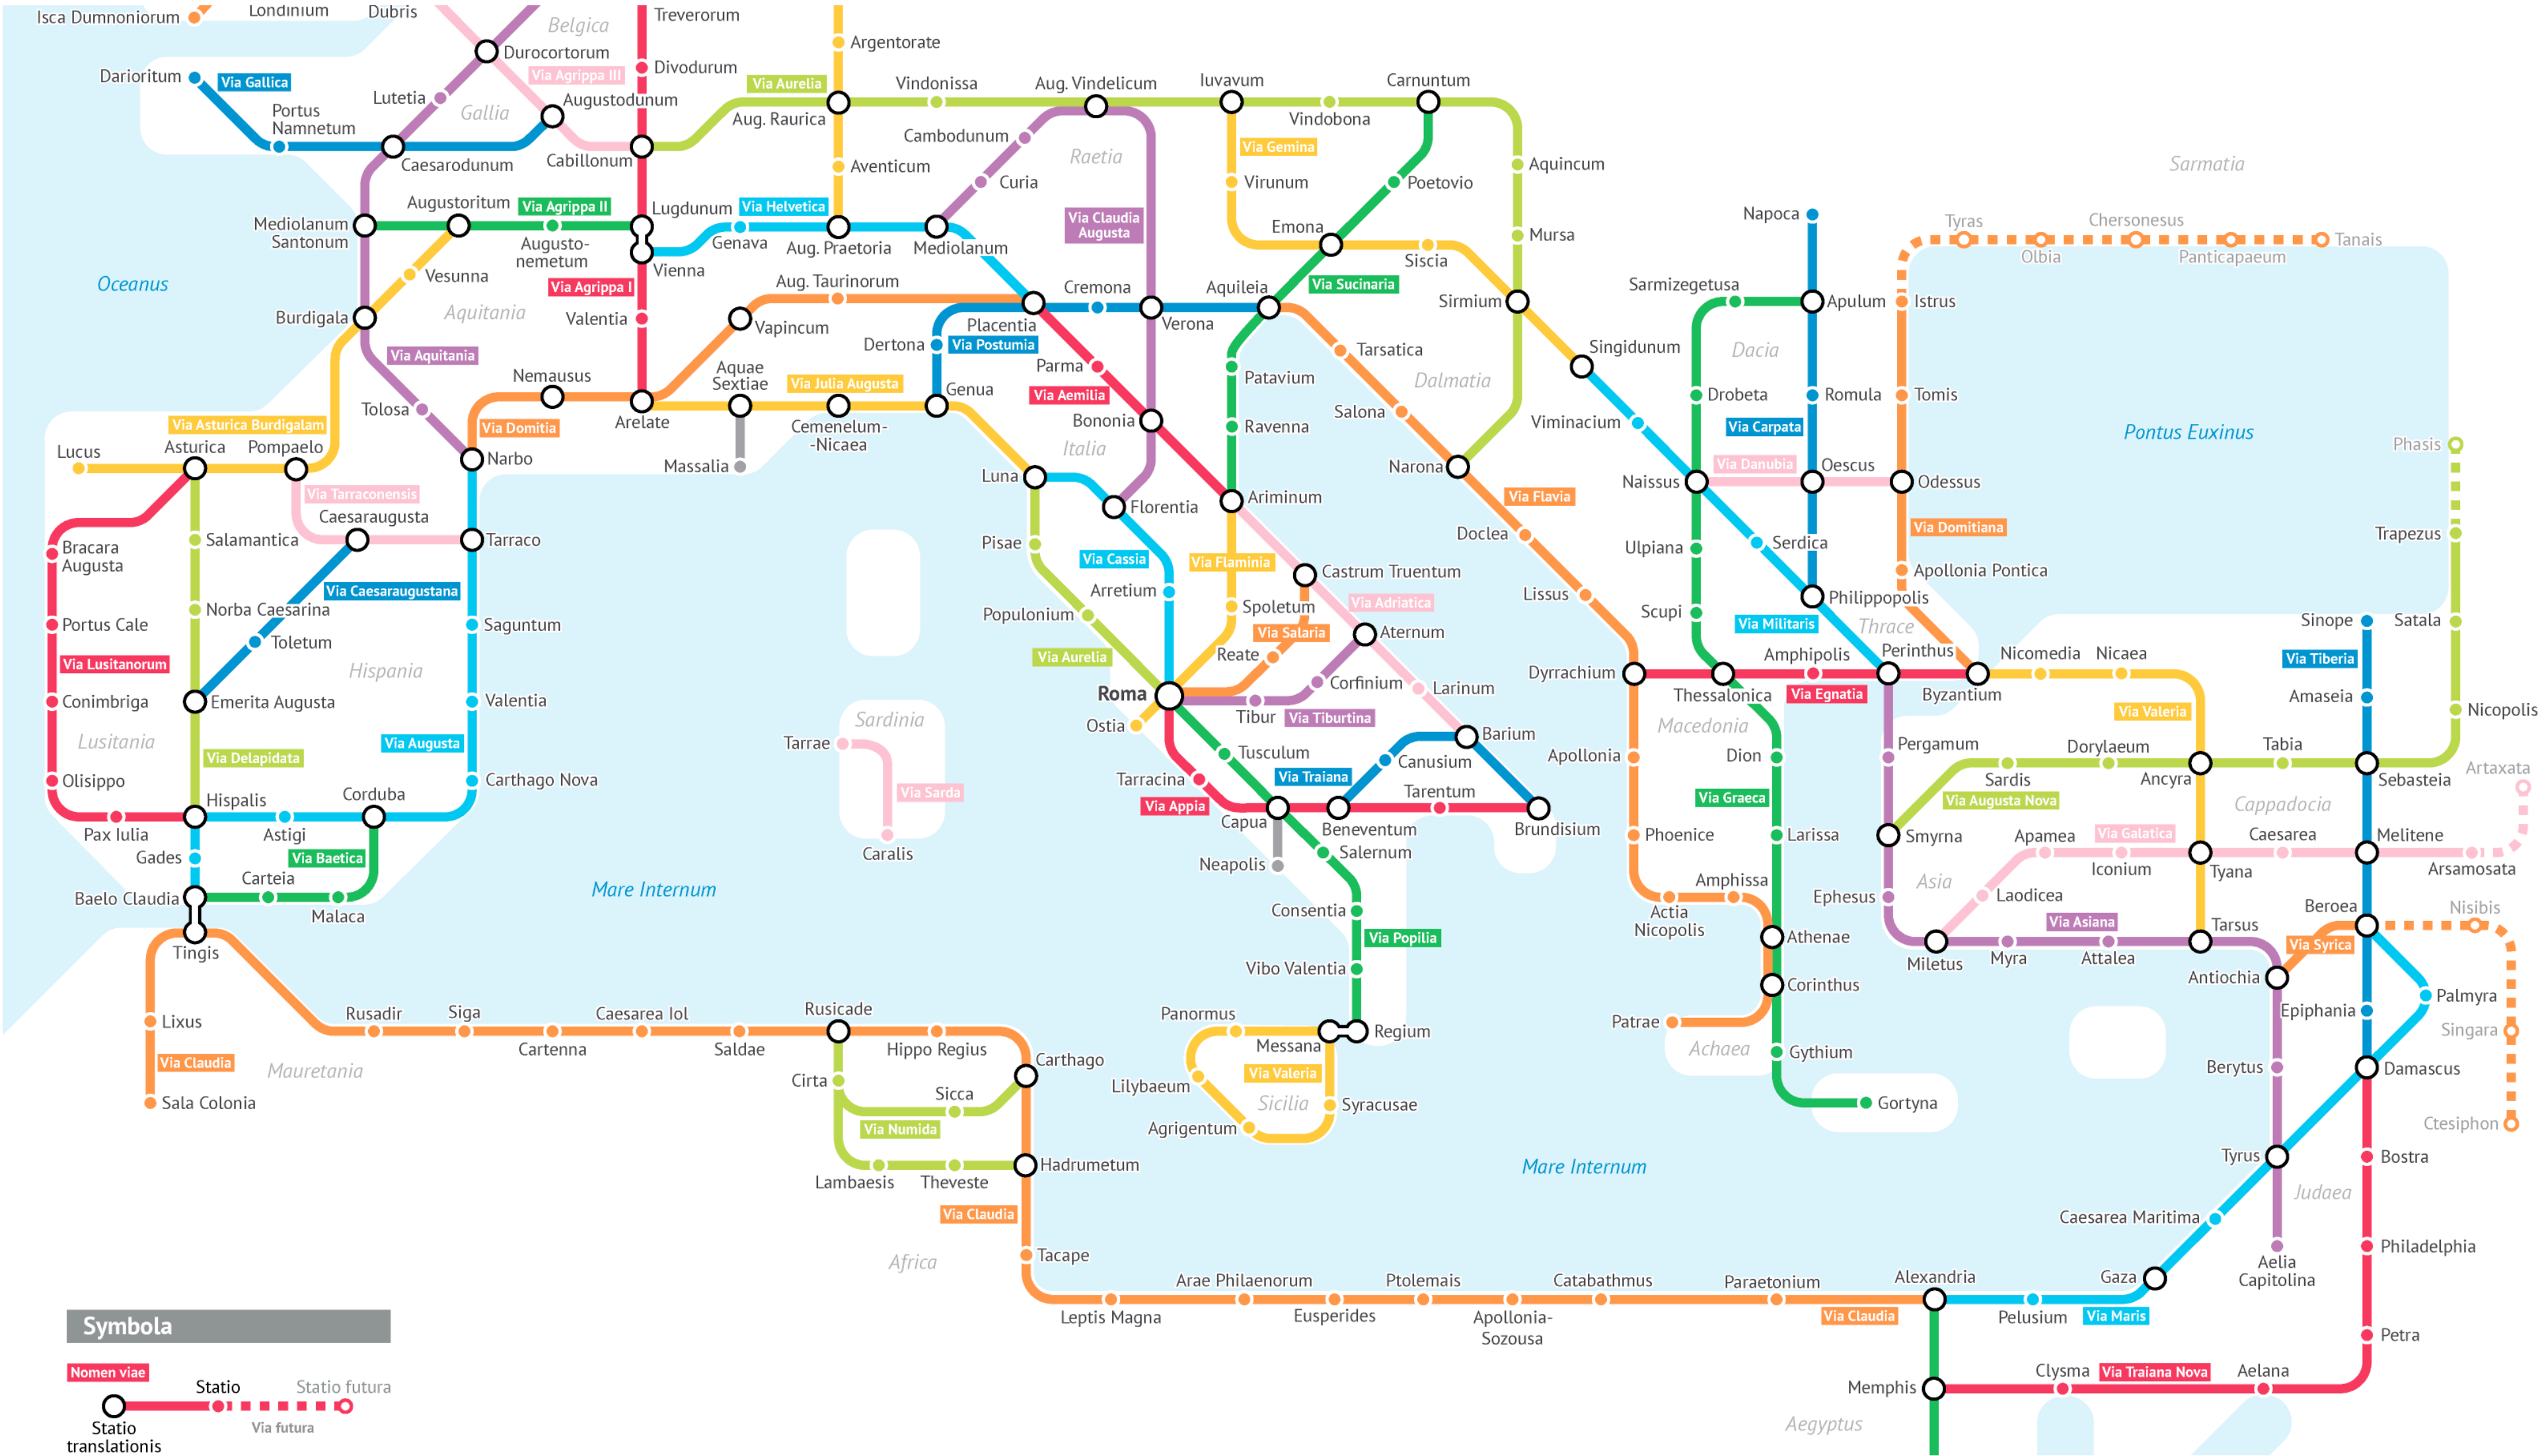 Isca Dumnoniorum
Londinium
Dubris
Belgica
Treverorum
Argentorate
Durocortorum
Darioritum
Via Gallica
Via Agrippa III
Divodurum
Via Aurelia
Vindonissa
Aug. Vindelicum
Iuvavum
Carnuntum
Lutetia
Gallia
Augustodunum
Portus
Namnetum
Aug. Raurica
Vindobona
Cambodunum
Caesarodunum
Cabillonum
Aventicum
Raetia
Via Gemina
Aquincum
Sarmatia
Curia
Virunum
Poetovio
Augustoritum
Via Agrippa II
Lugdunum
Via Helvetica
Via Claudia
Augusta
Napoca
Tyras
Chersonesus
Mediolanum
Santonum
Augusto-
nemetum
Genava
Aug. Praetoria
Mediolanum
Emona
Siscia
Mursa
Tanais
Olbia
Panticapaeum
Vienna
Oceanus
Vesunna
Via Agrippa I
Aug. Taurinorum
Cremona
Aquileia
Via Sucinaria
Sarmizegetusa
Sirmium
Apulum
Istrus
Burdigala
Aquitania
Valentia
Vapincum
Placentia
Verona
Dertona
Via Postumia
Via Aquitania
Tarsatica
Singidunum
Dacia
Nemausus
Aquae
Sextiae
Via Julia Augusta
Genua
Parma
Patavium
Dalmatia
Via Aemilia
Drobeta
Romula
Tomis
Tolosa
Arelate
Cemenelum-
-Nicaea
Bononia
Ravenna
Salona
Viminacium
Via Carpata
Pontus Euxinus
Via Asturica Burdigalam
Via Domitia
Lucus
Asturica
Pompaelo
Narbo
Massalia
Italia
Narona
Via Danubia
Oescus
Phasis
Via Tarraconensis
Luna
Florentia
Ariminum
Via Flavia
Naissus
Odessus
Caesaraugusta
Salamantica
Tarraco
Pisae
Doclea
Via Domitiana
Trapezus
Bracara
Augusta
Via Cassia
Via Flaminia
Castrum Truentum
Ulpiana
Serdica
Apollonia Pontica
Via Caesaraugustana
Arretium
Lissus
Norba Caesarina
Populonium
Spoletum
Via Adriatica
Scupi
Philippopolis
Portus Cale
Saguntum
Via Salaria
Aternum
Via Militaris
Thrace
Sinope
Satala
Toletum
Via Lusitanorum
Hispania
Via Aurelia
Reate
Dyrrachium
Amphipolis
Perinthus
Nicomedia
Nicaea
Via Tiberia
Conimbriga
Emerita Augusta
Valentia
Roma
Corfinium
Larinum
Thessalonica
Via Egnatia
Byzantium
Amaseia
Ostia
Tibur
Via Tiburtina
Sardinia
Macedonia
Via Valeria
Nicopolis
Lusitania
Via Augusta
Tarrae
Tusculum
Barium
Pergamum
Dorylaeum
Tabia
Via Delapidata
Canusium
Apollonia
Dion
Sardis
Ancyra
Sebasteia
Artaxata
Olisippo
Carthago Nova
Tarracina
Via Traiana
Tarentum
Via Sarda
Via Graeca
Via Augusta Nova
Cappadocia
Hispalis
Corduba
Via Appia
Capua
Beneventum
Brundisium
Pax Iulia
Astigi
Phoenice
Larissa
Smyrna
Apamea
Via Galatica
Caesarea
Melitene
Caralis
Neapolis
Salernum
Gades
Via Baetica
Iconium
Tyana
Arsamosata
Carteia
Mare Internum
Amphissa
Asia
Laodicea
Baelo Claudia
Malaca
Consentia
Actia
Nicopolis
Ephesus
Beroea
Nisibis
Via Popilia
Athenae
Via Asiana
Tarsus
Via Syrica
Tingis
Vibo Valentia
Miletus
Myra
Attalea
Antiochia
Corinthus
Palmyra
Lixus
Rusadir
Siga
Caesarea Iol
Rusicade
Panormus
Patrae
Epiphania
Cartenna
Saldae
Hippo Regius
Messana
Regium
Singara
Via Claudia
Mauretania
Carthago
Achaea
Gythium
Cirta
Sicca
Lilybaeum
Via Valeria
Berytus
Damascus
Sala Colonia
Sicilia
Syracusae
Gortyna
Via Numida
Agrigentum
Ctesiphon
Hadrumetum
Mare Internum
Tyrus
Bostra
Lambaesis
Theveste
Judaea
Via Claudia
Caesarea Maritima
Africa
Tacape
Philadelphia
Aelia
Capitolina
Arae Philaenorum
Ptolemais
Catabathmus
Paraetonium
Alexandria
Gaza
Leptis Magna
Eusperides
Apollonia-
Sozousa
Via Claudia
Pelusium
Via Maris
Petra
Symbola
Nomen viae
Statio
Statio futura
Clysma
Via Traiana Nova
Aelana
Memphis
Statio
translationis
Via futura
Aegyptus